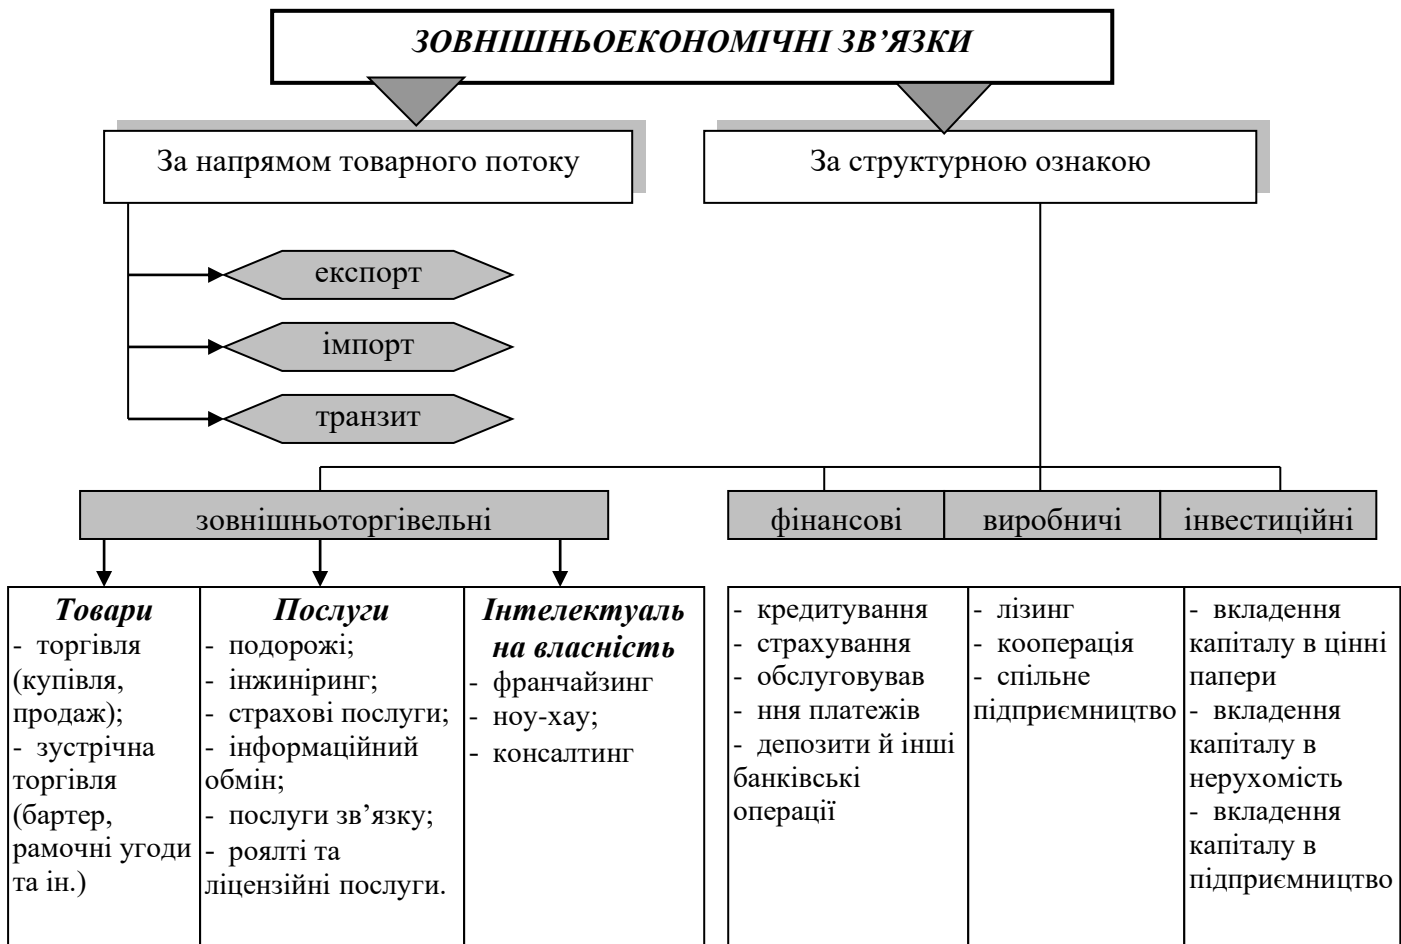 ЗОВНІШНЬОЕКОНОМІЧНІ ЗВ’ЯЗКИ
За напрямом товарного потоку
За структурною ознакою
експорт
імпорт
транзит
зовнішньоторгівельні
фінансові
виробничі
інвестиційні
Товари
- торгівля
(купівля,
продаж);
- зустрічна
торгівля
(бартер,
рамочні угоди
та ін.)
Послуги
- подорожі;
- інжиніринг;
- страхові послуги;
- інформаційний
обмін;
- послуги зв’язку;
- роялті та
ліцензійні послуги.
Інтелектуаль
на власність
- франчайзинг
- ноу-хау;
- консалтинг
- кредитування
- страхування
- обслуговував
- ння платежів
- депозити й інші
банківські
операції
- лізинг
- кооперація
- спільне
підприємництво
- вкладення
капіталу в цінні
папери
- вкладення
капіталу в
нерухомість
- вкладення
капіталу в
підприємництво